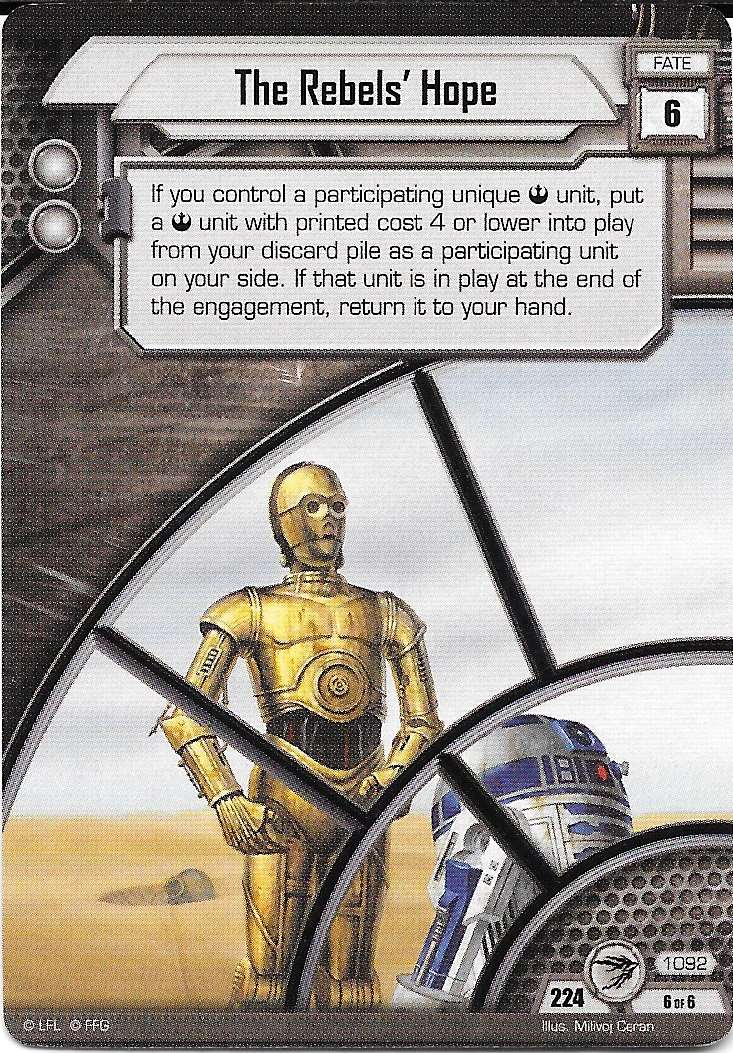 The Rebels' Hope
FATE
6
If you control a participating unique unit, put
a unit with printed cost 4 or lower into play
from your discard pile as a participating unit
on your side. If that unit is in play at the end of
the engagement, return it to your hand.
1092
224
6 OF 6
© LFL © FFG
Illus. Milivoj Ćeran